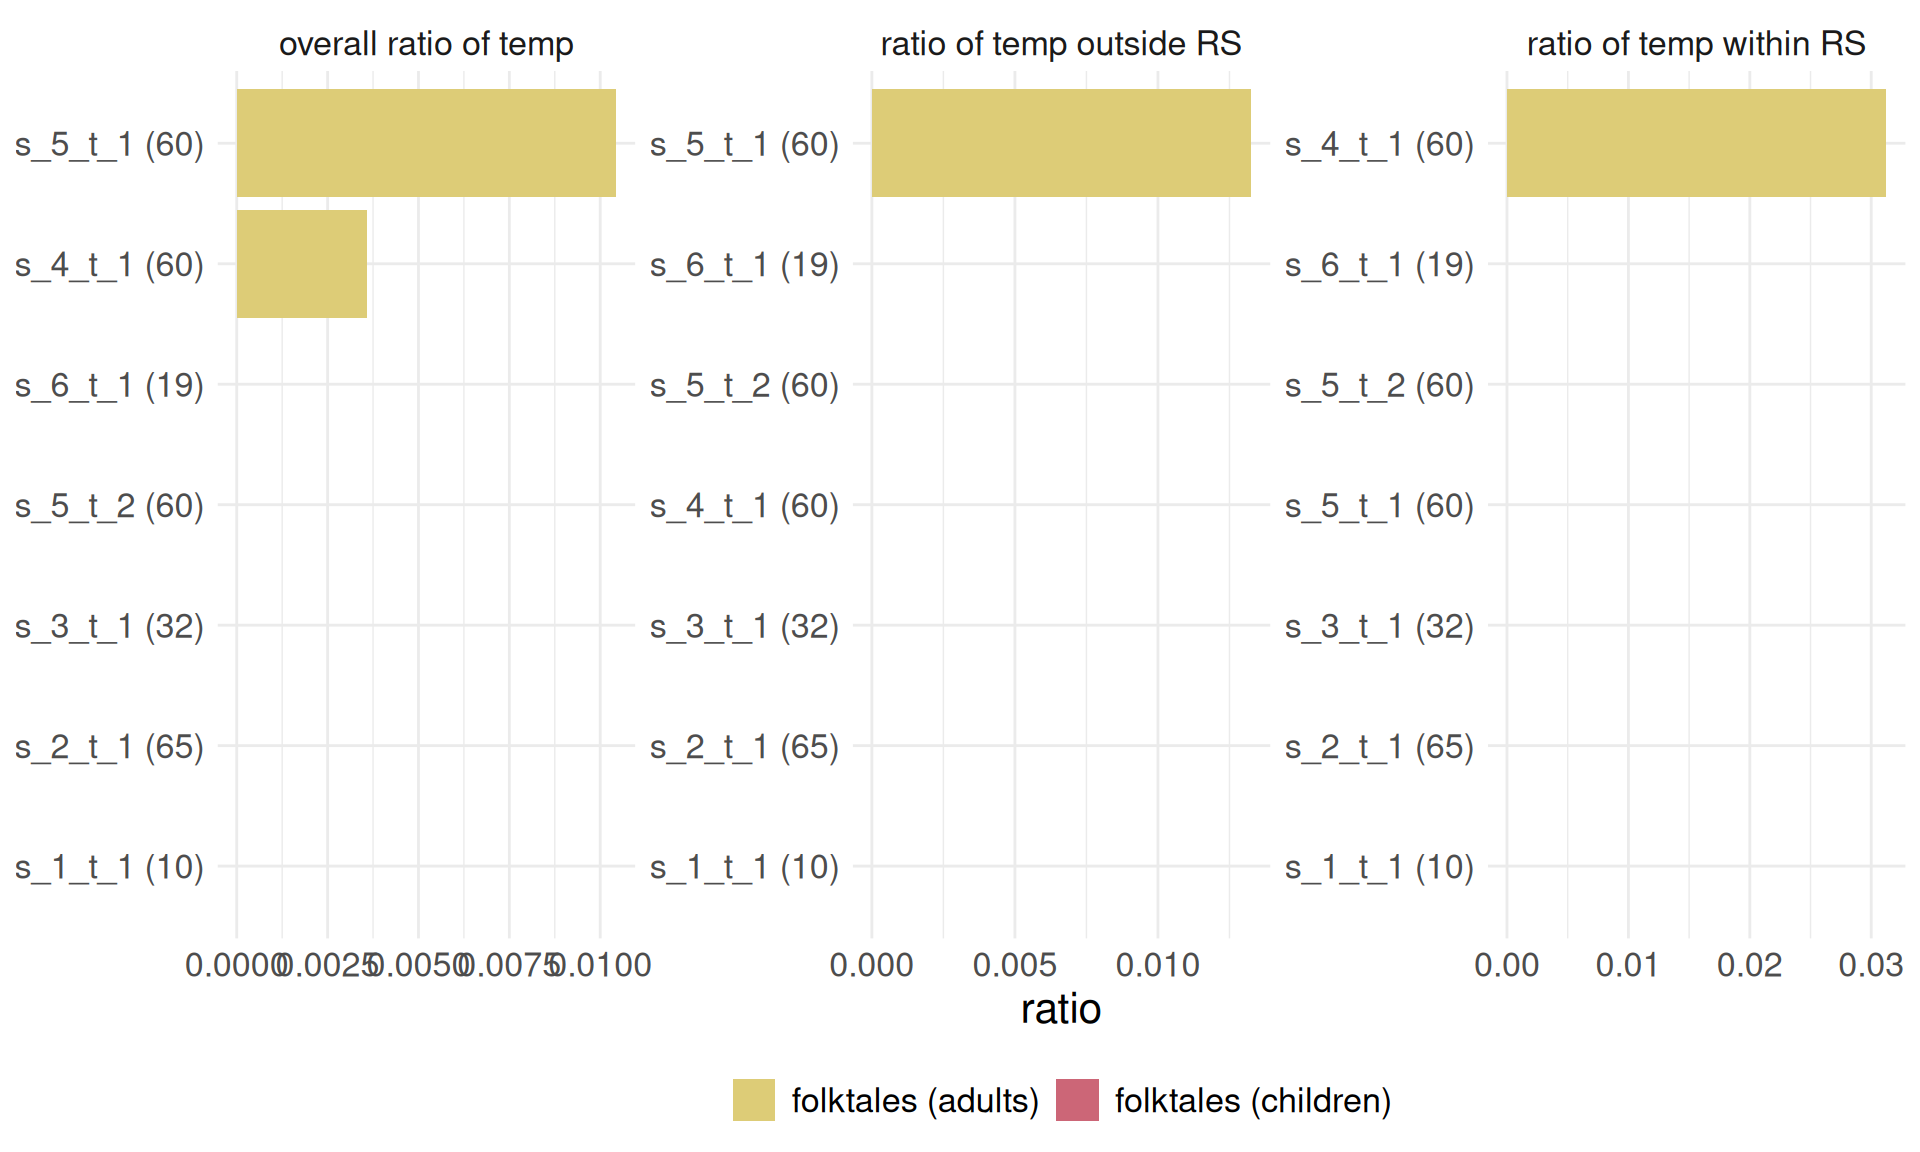 overall ratio of temp
s_5_t_1 (60)
s_4_t_1 (60)
s_6_t_1 (19)
s_5_t_2 (60)
s_3_t_1 (32)
s_2_t_1 (65)
s_1_t_1 (10)
0.0000 0.0025 0.0050 0.0075 0.0100
ratio of temp outside RS
s_5_t_1 (60)
s_6_t_1 (19)
s_5_t_2 (60)
s_4_t_1 (60)
s_3_t_1 (32)
s_2_t_1 (65)
s_1_t_1 (10)
0.000 0.005 0.010
ratio of temp within RS
s_4_t_1 (60)
s_6_t_1 (19)
s_5_t_2 (60)
s_5_t_1 (60)
s_3_t_1 (32)
s_2_t_1 (65)
s_1_t_1 (10)
0.00 0.01 0.02 0.03
ratio
folktales (adults) folktales (children)